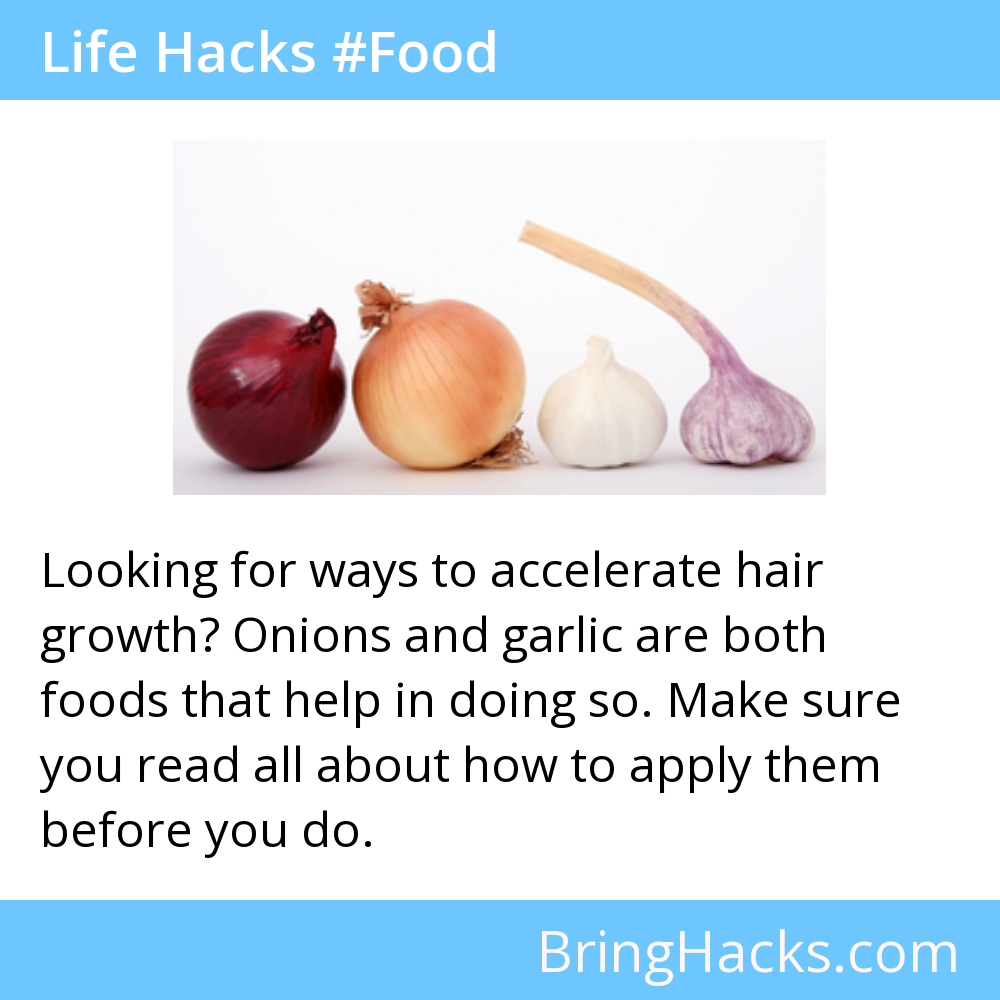 Life Hacks #Food
Looking for ways to accelerate hair
growth? Onions and garlic are both
foods that help in doing so. Make sure
you read all about how to apply them
before you do.
BringHacks.com